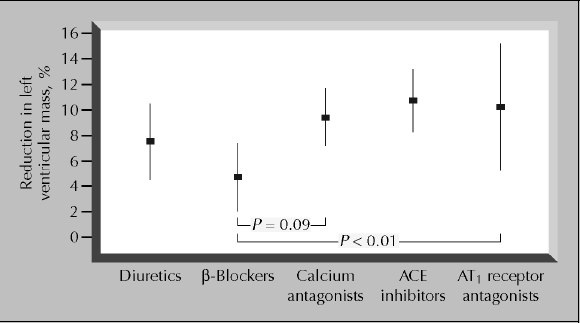 Reduction in left
ventricular mass, %
16
14
12
10
8
6
4
2
0
P = 0.09
P < 0.01
Diuretics
β-Blockers
Calcium
antagonists
ACE
inhibitors
AT₁ receptor
antagonists